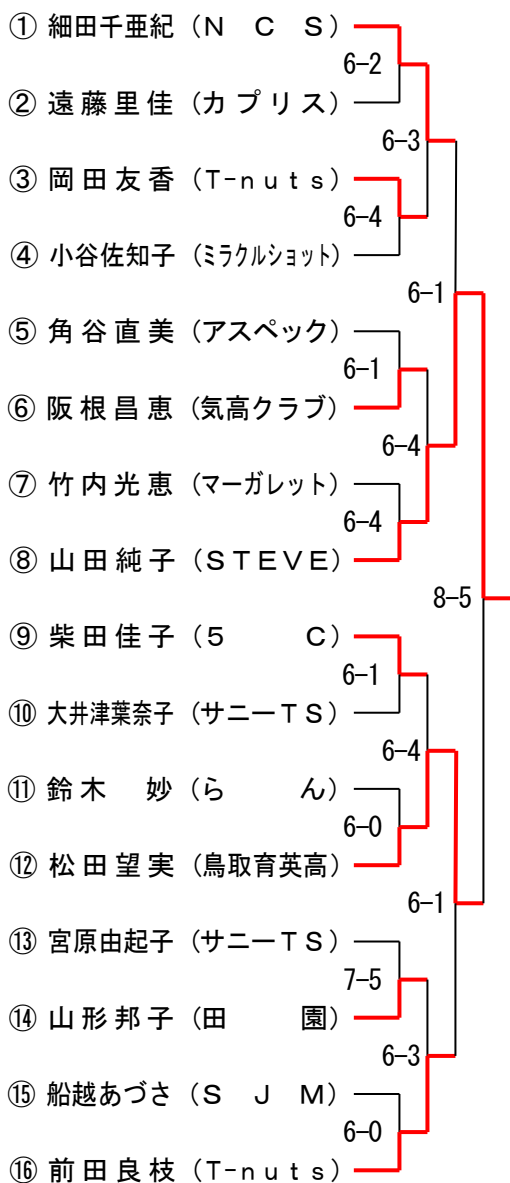 ① 細田千亜紀 (N C S)
6-2
② 遠藤里佳 (カプリス)
6-3
③ 岡田友香 (T-nuts)
6-4
④ 小谷佐知子 (ミラクルショット)
6-1
⑤ 角谷直美 (アスペック)
6-1
⑥ 阪根昌恵 (気高クラブ)
6-4
⑦ 竹内光恵 (マーガレット)
6-4
⑧ 山田純子 (STEVE)
8-5
⑨ 柴田佳子 (5 C)
6-1
⑩ 大井津葉奈子 (サニーTS)
6-4
⑪ 鈴木 妙 (らん)
6-0
⑫ 松田望実 (鳥取育英高)
6-1
⑬ 宮原由起子 (サニーTS)
7-5
⑭ 山形邦子 (田園)
6-3
⑮ 船越あづさ (S J M)
6-0
⑯ 前田良枝 (T-nuts)